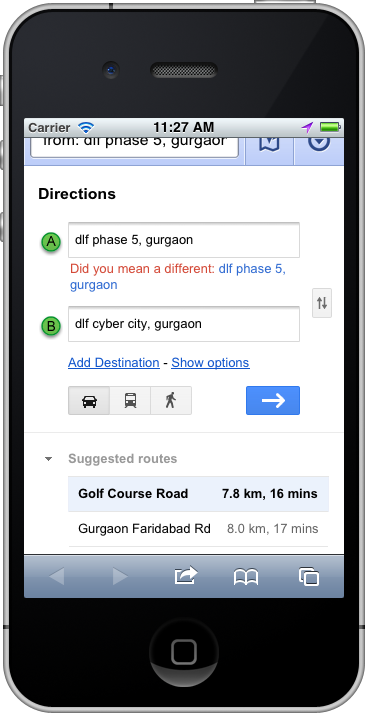 Carrier 11:27 AM
from: dlf phase 5, gurgaon
Directions
A dlf phase 5, gurgaon
Did you mean a different: dlf phase 5,
gurgaon
B dlf cyber city, gurgaon
Add Destination - Show options
Suggested routes
Golf Course Road 7.8 km, 16 mins
Gurgaon Faridabad Rd 8.0 km, 17 mins